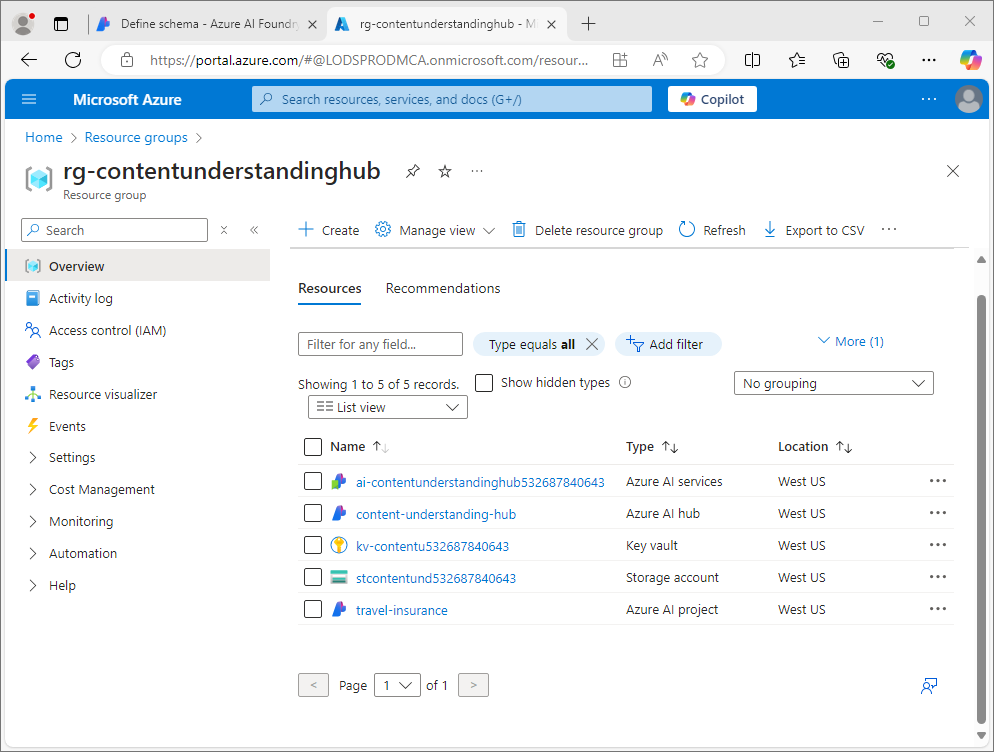 Define schema - Azure AI Foundry
rg-contentunderstandinghub - M
https://portal.azure.com/#@LODSPRODMCA.onmicrosoft.com/resour...
Microsoft Azure
Search resources, services, and docs (G+/)
Copilot
Home > Resource groups >
rg-contentunderstandinghub
Resource group
Search
Overview
Activity log
Access control (IAM)
Tags
Resource visualizer
Events
Settings
Cost Management
Monitoring
Automation
Help
Create Manage view Delete resource group Refresh Export to CSV
Resources Recommendations
Filter for any field... Type equals all Add filter More (1)
Showing 1 to 5 of 5 records. Show hidden types No grouping
List view
Name Type Location
ai-contentunderstandinghub532687840643 Azure AI services West US
content-understanding-hub Azure AI hub West US
kv-contentu532687840643 Key vault West US
stcontentund532687840643 Storage account West US
travel-insurance Azure AI project West US
< Page 1 of 1 >